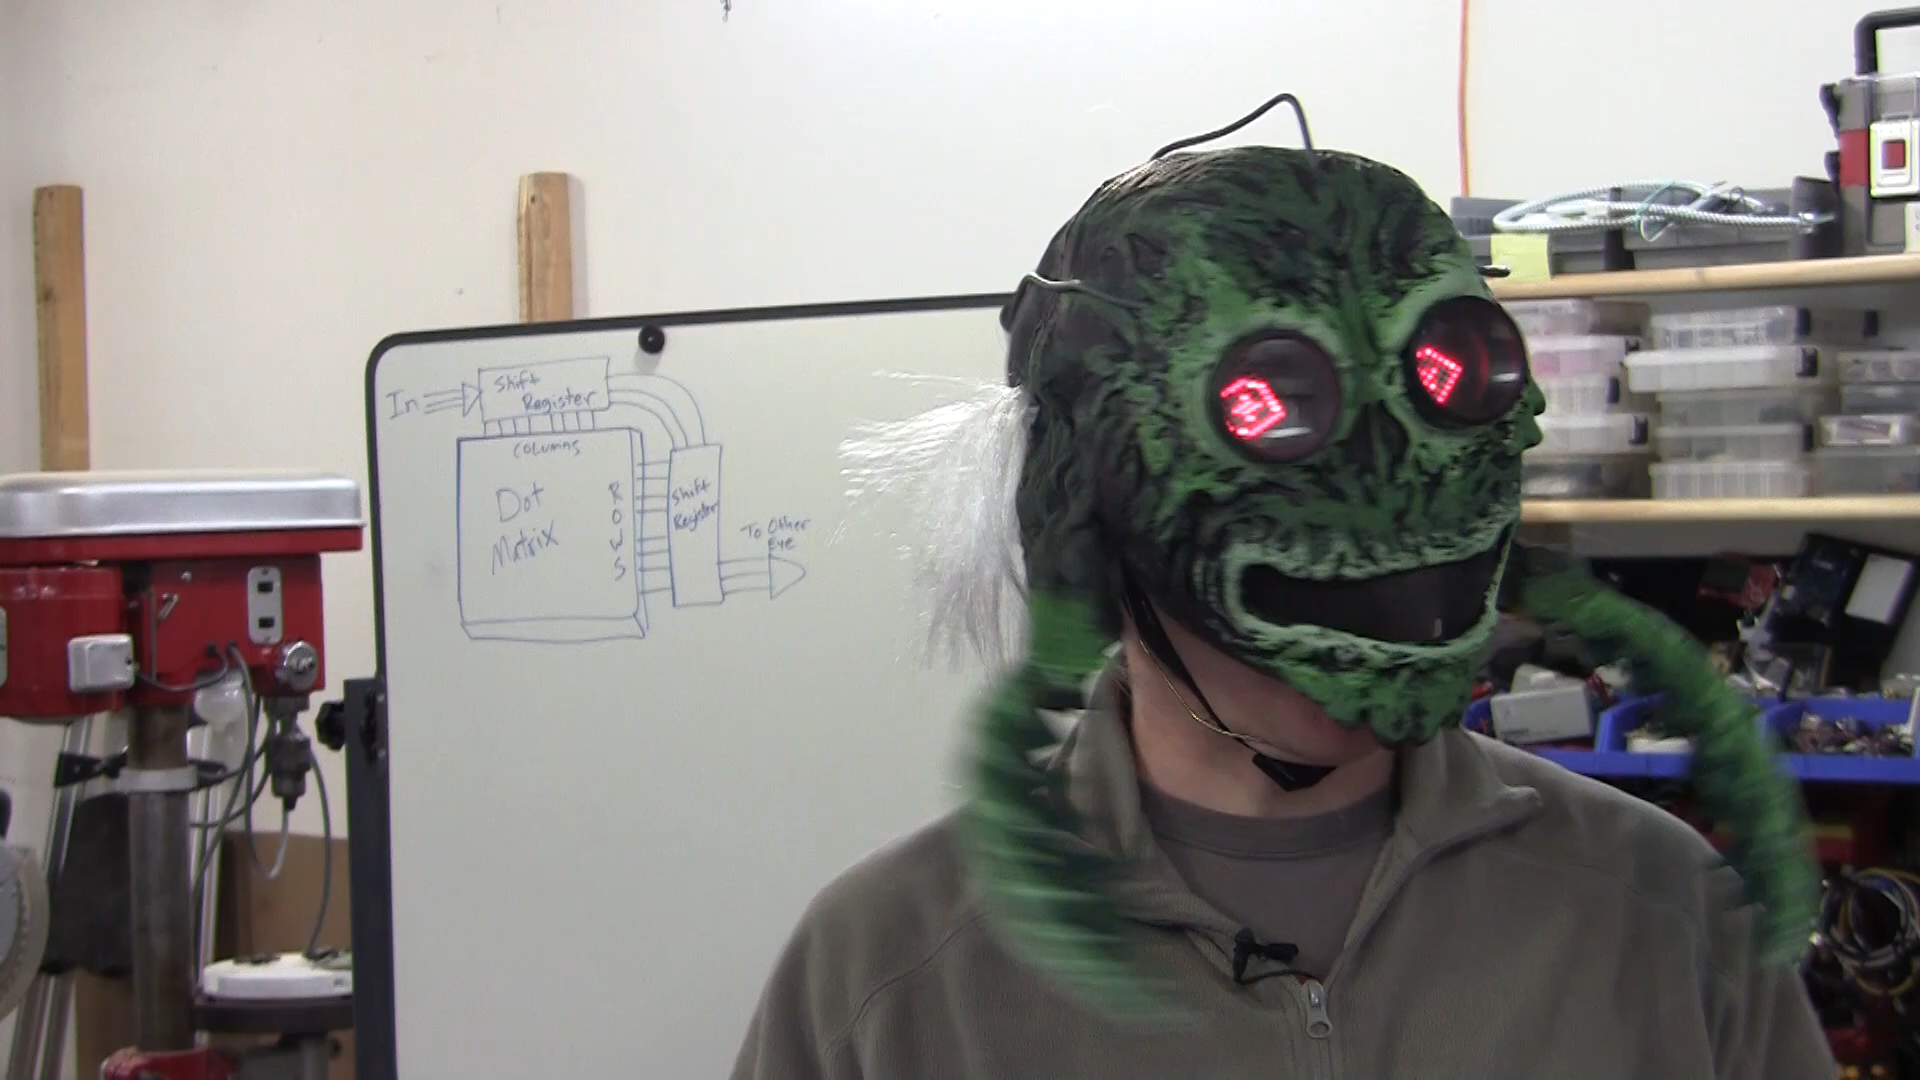 In
Shift
Register
COLUMNS
Dot
Matrix
R
O
W
S
Shift
Register
To Other
Eye